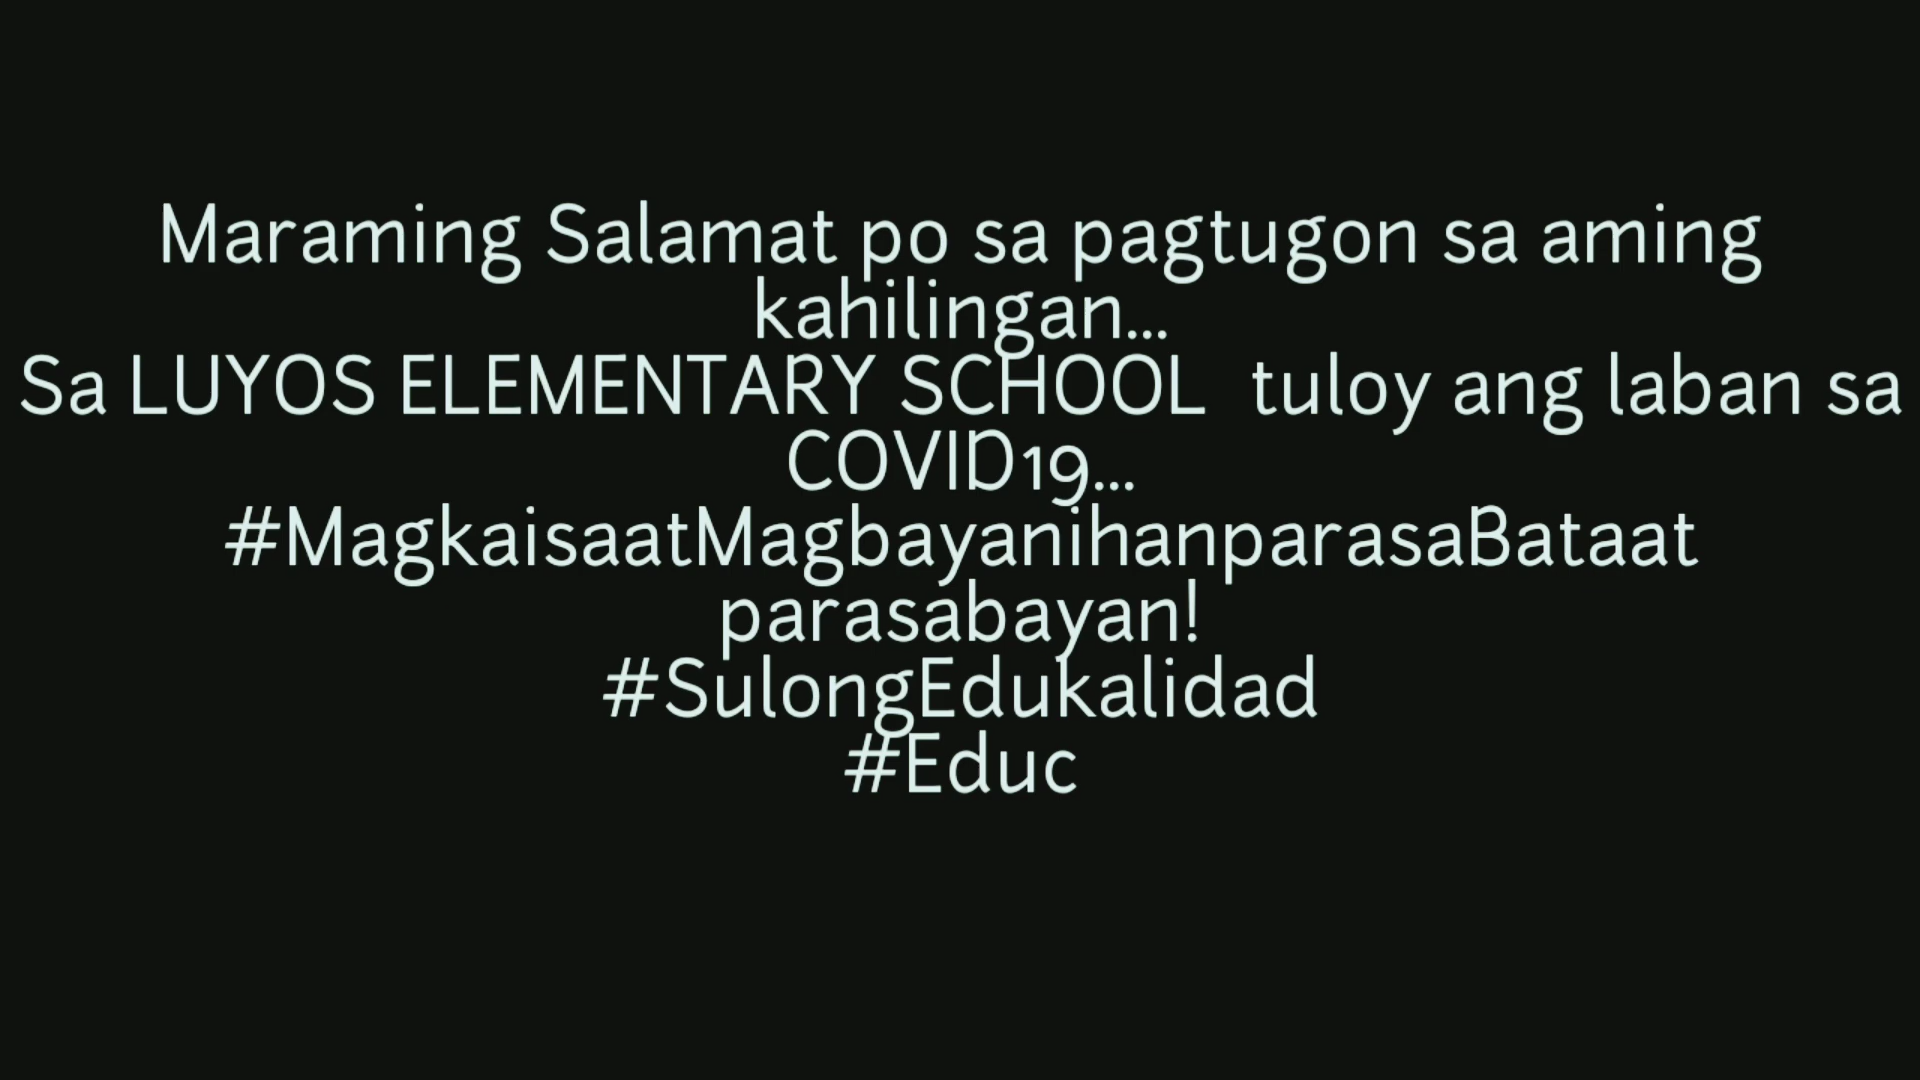 Maraming Salamat po sa pagtugon sa aming
kahilingan...
Sa LUYOS ELEMENTARY SCHOOL tuloy ang laban sa
COVID19...
#MagkaisaatMagbayanihanparasaBataat
parasabayan!
#SulongEdukalidad
#Educ